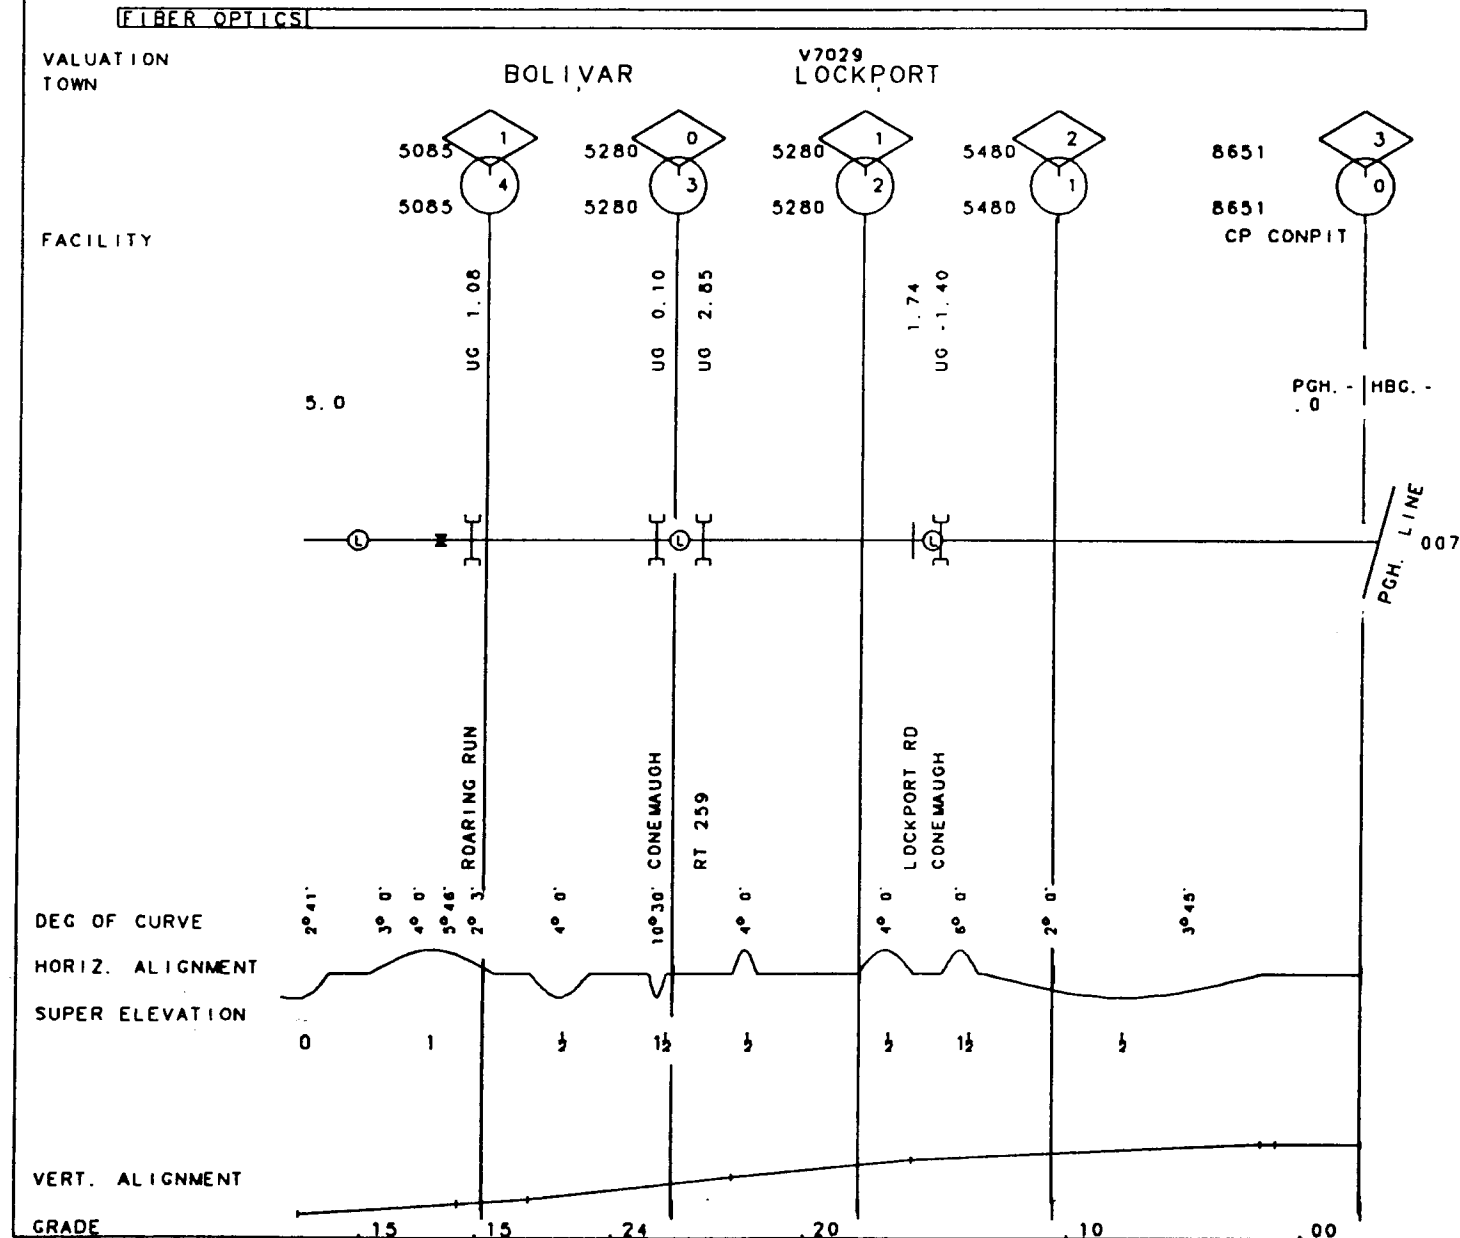 FIBER OPTICS
VALUATION
V7029
TOWN
BOLIVAR LOCKPORT
1 0 1 2 3
5085 5280 5280 5480 8651
4 3 2 1 0
5085 5280 5280 5480 8651
FACILITY
CP CONPIT
UG 1.08
UG 0.10
UG 2.85
1.74
UG -1.40
5.0
PGH. - HBG. -
.0
L L L
PGH. LINE
007
ROARING RUN
CONEMAUGH
RT 259
LOCKPORT RD
CONEMAUGH
DEG OF CURVE
2°41' 3° 0' 4° 0' 5°46' 2° 3' 4° 0' 10°30' 4° 0' 4° 0' 6° 0' 2° 0' 3°45'
HORIZ. ALIGNMENT
SUPER ELEVATION
0 1 ½ 1½ ½ ½ 1½ ½
VERT. ALIGNMENT
GRADE
.15 .15 .24 .20 .10 .00